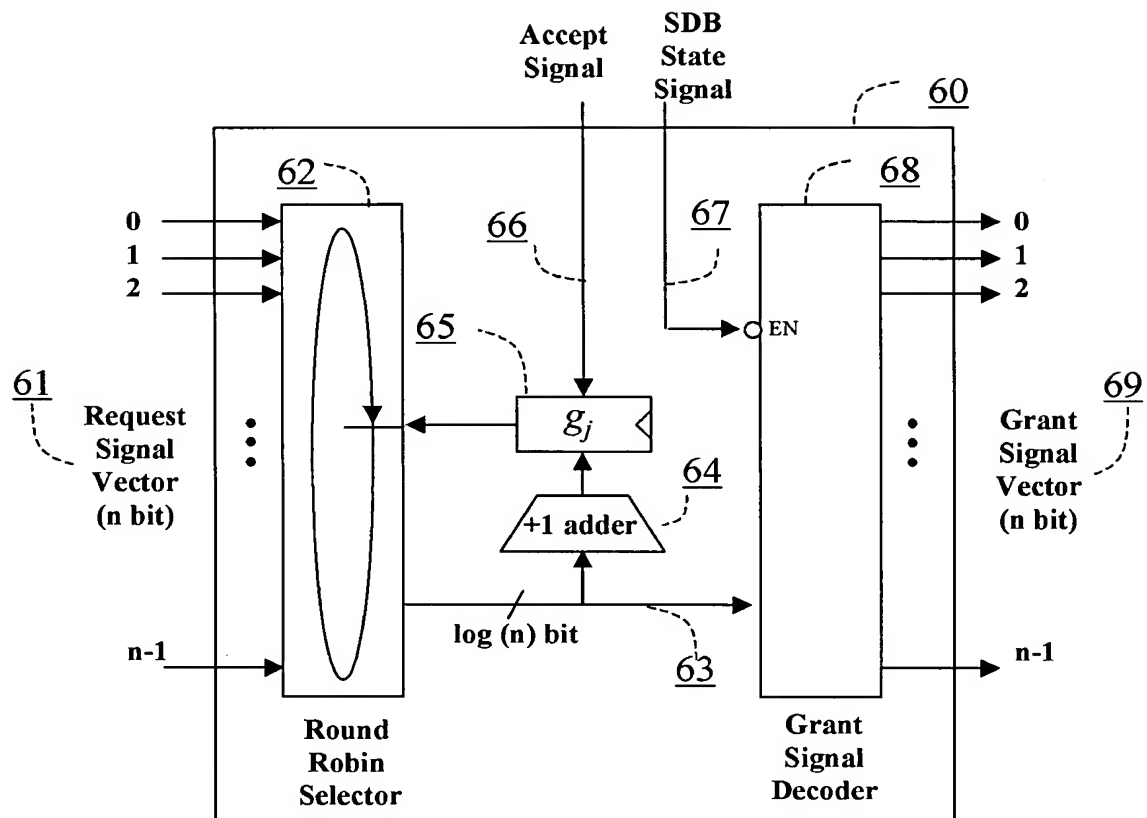 Accept
Signal
SDB
State
Signal
60
62
68
0
1
2
66
67
0
1
2
EN
65
61
Request
Signal
Vector
(n bit)
g_j
69
Grant
Signal
Vector
(n bit)
64
+1 adder
log (n) bit
63
n-1
n-1
Round
Robin
Selector
Grant
Signal
Decoder